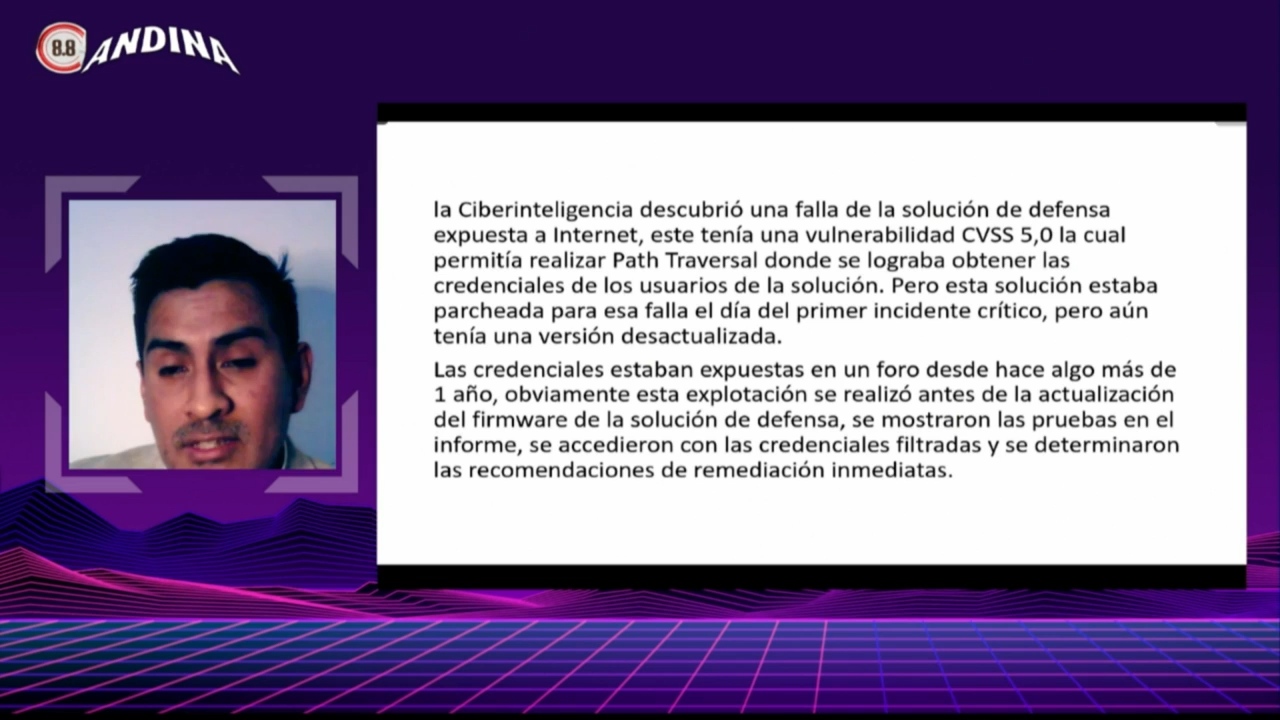 8.8 ANDINA
la Ciberinteligencia descubrió una falla de la solución de defensa
expuesta a Internet, este tenía una vulnerabilidad CVSS 5,0 la cual
permitía realizar Path Traversal donde se lograba obtener las
credenciales de los usuarios de la solución. Pero esta solución estaba
parcheada para esa falla el día del primer incidente crítico, pero aún
tenía una versión desactualizada.
Las credenciales estaban expuestas en un foro desde hace algo más de
1 año, obviamente esta explotación se realizó antes de la actualización
del firmware de la solución de defensa, se mostraron las pruebas en el
informe, se accedieron con las credenciales filtradas y se determinaron
las recomendaciones de remediación inmediatas.